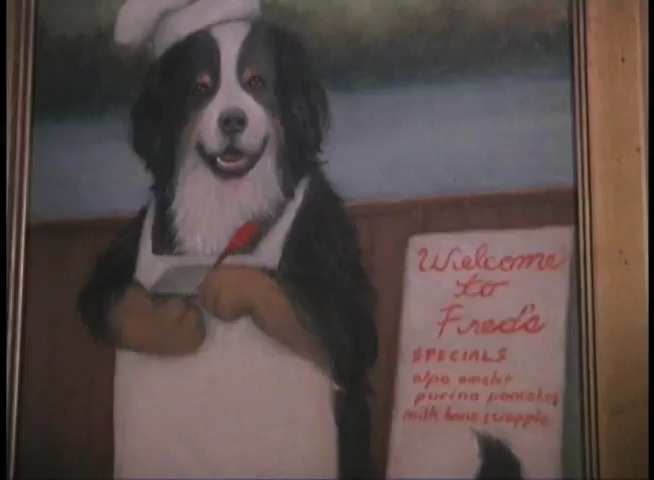 Welcome
to
Fred's
SPECIALS
alpo omelet
purina pancakes
milk bone scrapple